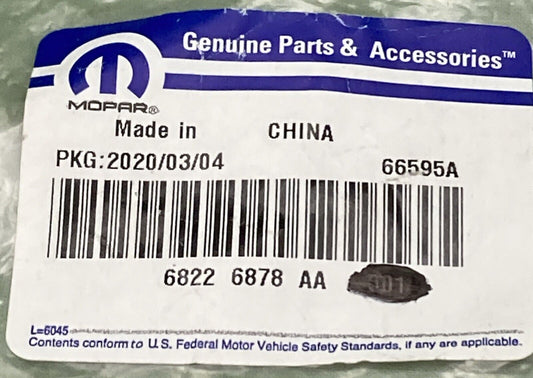 Genuine Parts & Accessories™
MOPAR®
Made in CHINA
PKG:2020/03/04 66595A
6822 6878 AA
L=6045
Contents conform to U.S. Federal Motor Vehicle Safety Standards, if any are applicable.